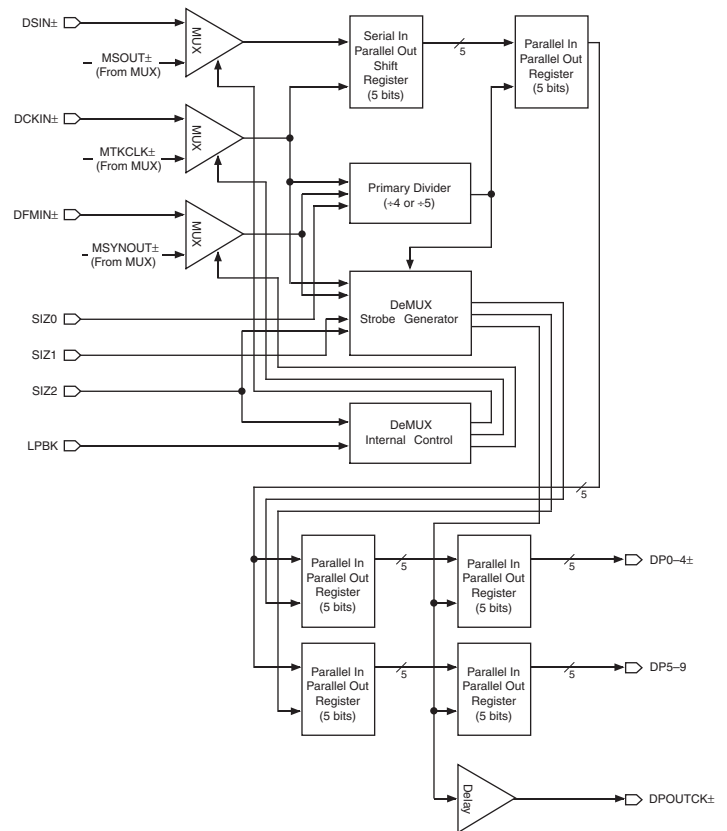 DSIN±
MSOUT±
(From MUX)
MUX
Serial In
Parallel Out
Shift
Register
(5 bits)
5
Parallel In
Parallel Out
Register
(5 bits)
DCKIN±
MTKCLK±
(From MUX)
MUX
Primary Divider
(÷4 or ÷5)
DFMIN±
MSYNOUT±
(From MUX)
MUX
DeMUX
Strobe Generator
SIZ0
SIZ1
SIZ2
LPBK
DeMUX
Internal Control
5
Parallel In
Parallel Out
Register
(5 bits)
5
Parallel In
Parallel Out
Register
(5 bits)
5
DP0–4±
Parallel In
Parallel Out
Register
(5 bits)
5
Parallel In
Parallel Out
Register
(5 bits)
5
DP5–9
Delay
DPOUTCK±